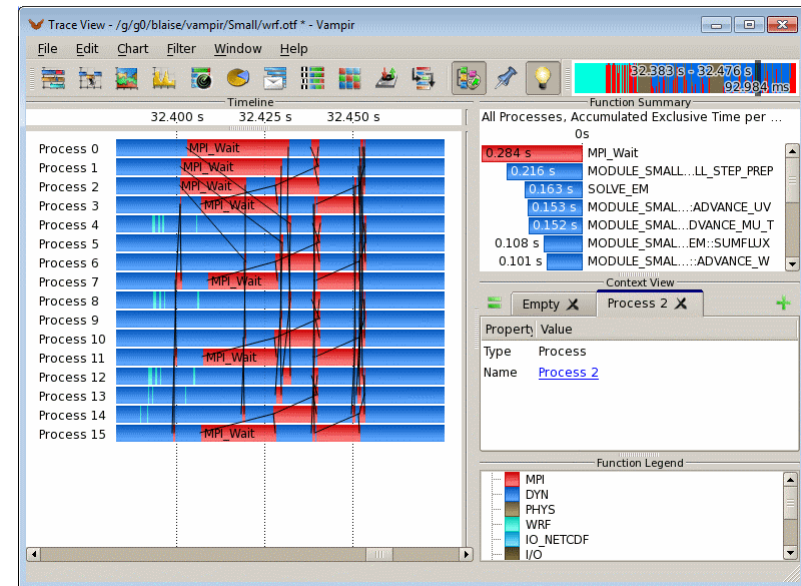 Trace View - /g/g0/blaise/vampir/Small/wrf.otf * - Vampir
File Edit Chart Filter Window Help
32.383 s - 32.476 s
92.984 ms
Timeline
32.400 s 32.425 s 32.450 s
Process 0 MPI_Wait
Process 1 MPI_Wait
Process 2 MPI_Wait
Process 3 MPI_Wait
Process 4
Process 5
Process 6
Process 7 MPI_Wait
Process 8
Process 9
Process 10
Process 11 MPI_Wait
Process 12
Process 13
Process 14
Process 15 MPI_Wait
Function Summary
All Processes, Accumulated Exclusive Time per ...
0s
0.284 s MPI_Wait
0.216 s MODULE_SMALL...LL_STEP_PREP
0.163 s SOLVE_EM
0.153 s MODULE_SMAL...:ADVANCE_UV
0.152 s MODULE_SMAL...DVANCE_MU_T
0.108 s MODULE_SMAL...EM::SUMFLUX
0.101 s MODULE_SMAL...::ADVANCE_W
Context View
Empty Process 2
Property Value
Type Process
Name Process 2
Function Legend
MPI
DYN
PHYS
WRF
IO_NETCDF
I/O